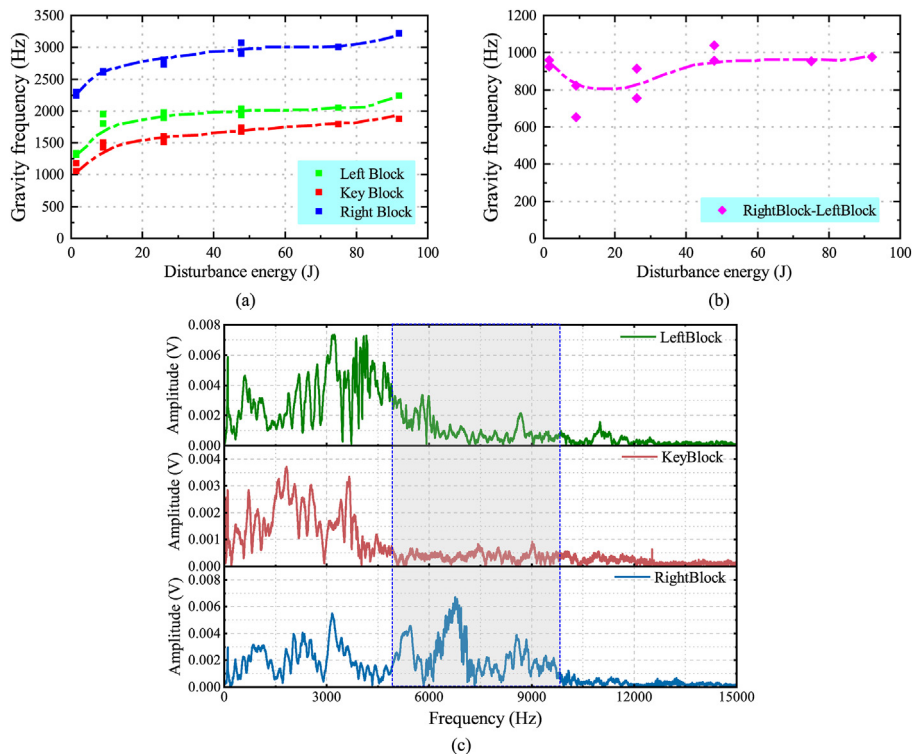 Gravity frequency (Hz)
3500
3000
2500
2000
1500
1000
500
0
0 20 40 60 80 100
Left Block
Key Block
Right Block
Disturbance energy (J)
(a)
Gravity frequency (Hz)
1200
1000
800
600
400
200
0
0 20 40 60 80 100
RightBlock-LeftBlock
Disturbance energy (J)
(b)
Amplitude (V)
0.008
0.006
0.004
0.002
0.000
LeftBlock
Amplitude (V)
0.004
0.003
0.002
0.001
0.000
KeyBlock
Amplitude (V)
0.008
0.006
0.004
0.002
0.000
RightBlock
0 3000 6000 9000 12000 15000
Frequency (Hz)
(c)